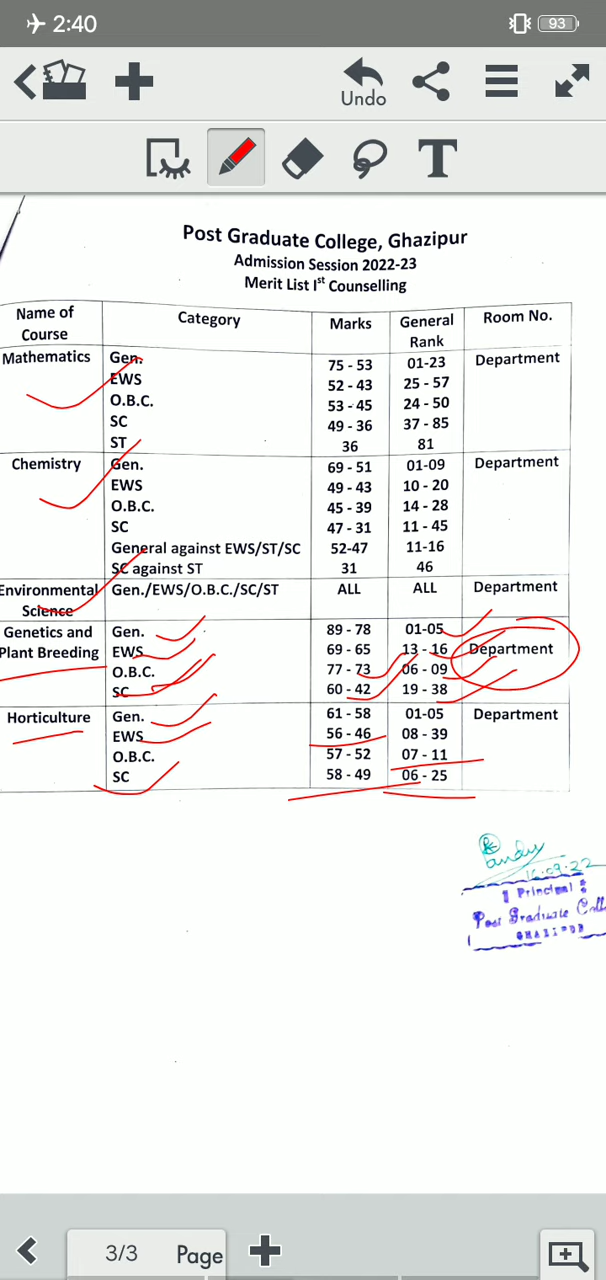 2:40
93
Undo
T
Post Graduate College, Ghazipur
Admission Session 2022-23
Merit List Ist Counselling
Name of Course Category Marks General Rank Room No.
Mathematics Gen. 75 - 53 01-23 Department
EWS 52 - 43 25 - 57
O.B.C. 53 - 45 24 - 50
SC 49 - 36 37 - 85
ST 36 81
Chemistry Gen. 69 - 51 01-09 Department
EWS 49 - 43 10 - 20
O.B.C. 45 - 39 14 - 28
SC 47 - 31 11 - 45
General against EWS/ST/SC 52-47 11-16
SC against ST 31 46
Environmental Science Gen./EWS/O.B.C./SC/ST ALL ALL Department
Genetics and Plant Breeding Gen. 89 - 78 01-05 Department
EWS 69 - 65 13 - 16
O.B.C. 77 - 73 06 - 09
SC 60 - 42 19 - 38
Horticulture Gen. 61 - 58 01-05 Department
EWS 56 - 46 08 - 39
O.B.C. 57 - 52 07 - 11
SC 58 - 49 06 - 25
16.09.22
Principal
Post Graduate Coll
GHAZIPUR
3/3 Page